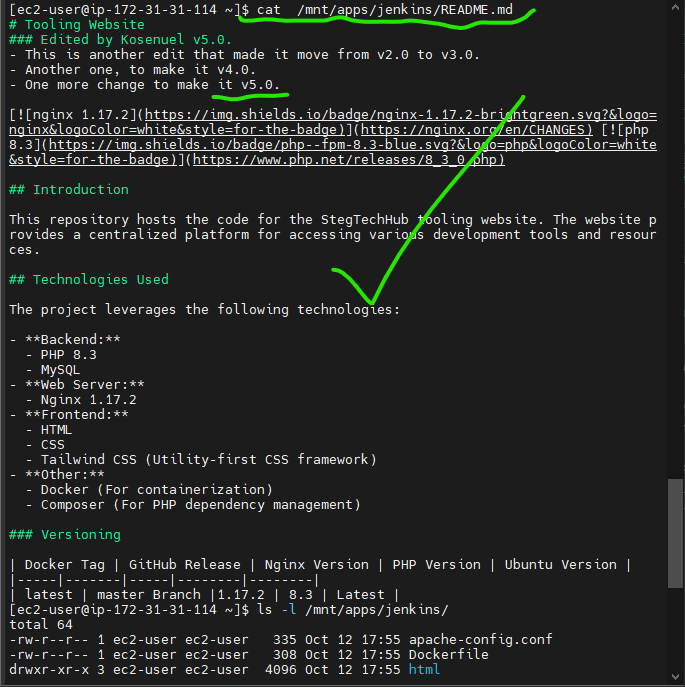 [ec2-user@ip-172-31-31-114 ~]$ cat  /mnt/apps/jenkins/README.md
# Tooling Website
### Edited by Kosenuel v5.0.
- This is another edit that made it move from v2.0 to v3.0.
- Another one, to make it v4.0.
- One more change to make it v5.0.
[![nginx 1.17.2](https://img.shields.io/badge/nginx-1.17.2-brightgreen.svg?&logo=
nginx&logoColor=white&style=for-the-badge)](https://nginx.org/en/CHANGES) [![php
8.3](https://img.shields.io/badge/php--fpm-8.3-blue.svg?&logo=php&logoColor=white
&style=for-the-badge)](https://www.php.net/releases/8_3_0.php)
## Introduction
This repository hosts the code for the StegTechHub tooling website. The website p
rovides a centralized platform for accessing various development tools and resour
ces.
## Technologies Used
The project leverages the following technologies:
- **Backend:**
  - PHP 8.3
  - MySQL
- **Web Server:**
  - Nginx 1.17.2
- **Frontend:**
  - HTML
  - CSS
  - Tailwind CSS (Utility-first CSS framework)
- **Other:**
  - Docker (For containerization)
  - Composer (For PHP dependency management)
### Versioning
| Docker Tag | GitHub Release | Nginx Version | PHP Version | Ubuntu Version |
|-----|-------|-----|--------|--------|
| latest | master Branch |1.17.2 | 8.3 | Latest |
[ec2-user@ip-172-31-31-114 ~]$ ls -l /mnt/apps/jenkins/
total 64
-rw-r--r-- 1 ec2-user ec2-user   335 Oct 12 17:55 apache-config.conf
-rw-r--r-- 1 ec2-user ec2-user   308 Oct 12 17:55 Dockerfile
drwxr-xr-x 3 ec2-user ec2-user  4096 Oct 12 17:55 html